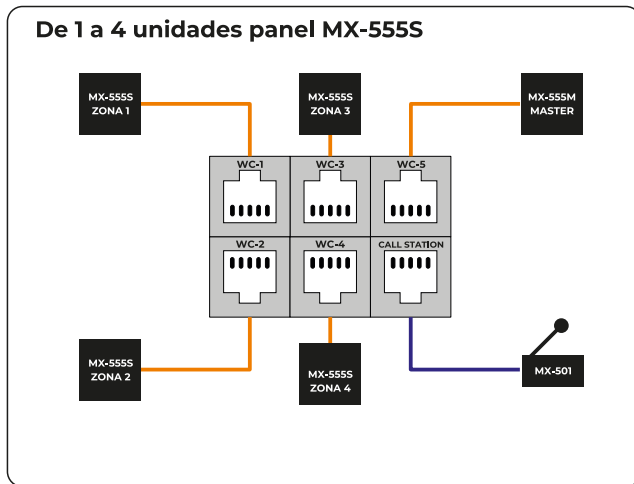 De 1 a 4 unidades panel MX-555S
MX-555S
ZONA 1
MX-555S
ZONA 3
MX-555M
MASTER
WC-1
WC-3
WC-5
WC-2
WC-4
CALL STATION
MX-555S
ZONA 2
MX-555S
ZONA 4
MX-501